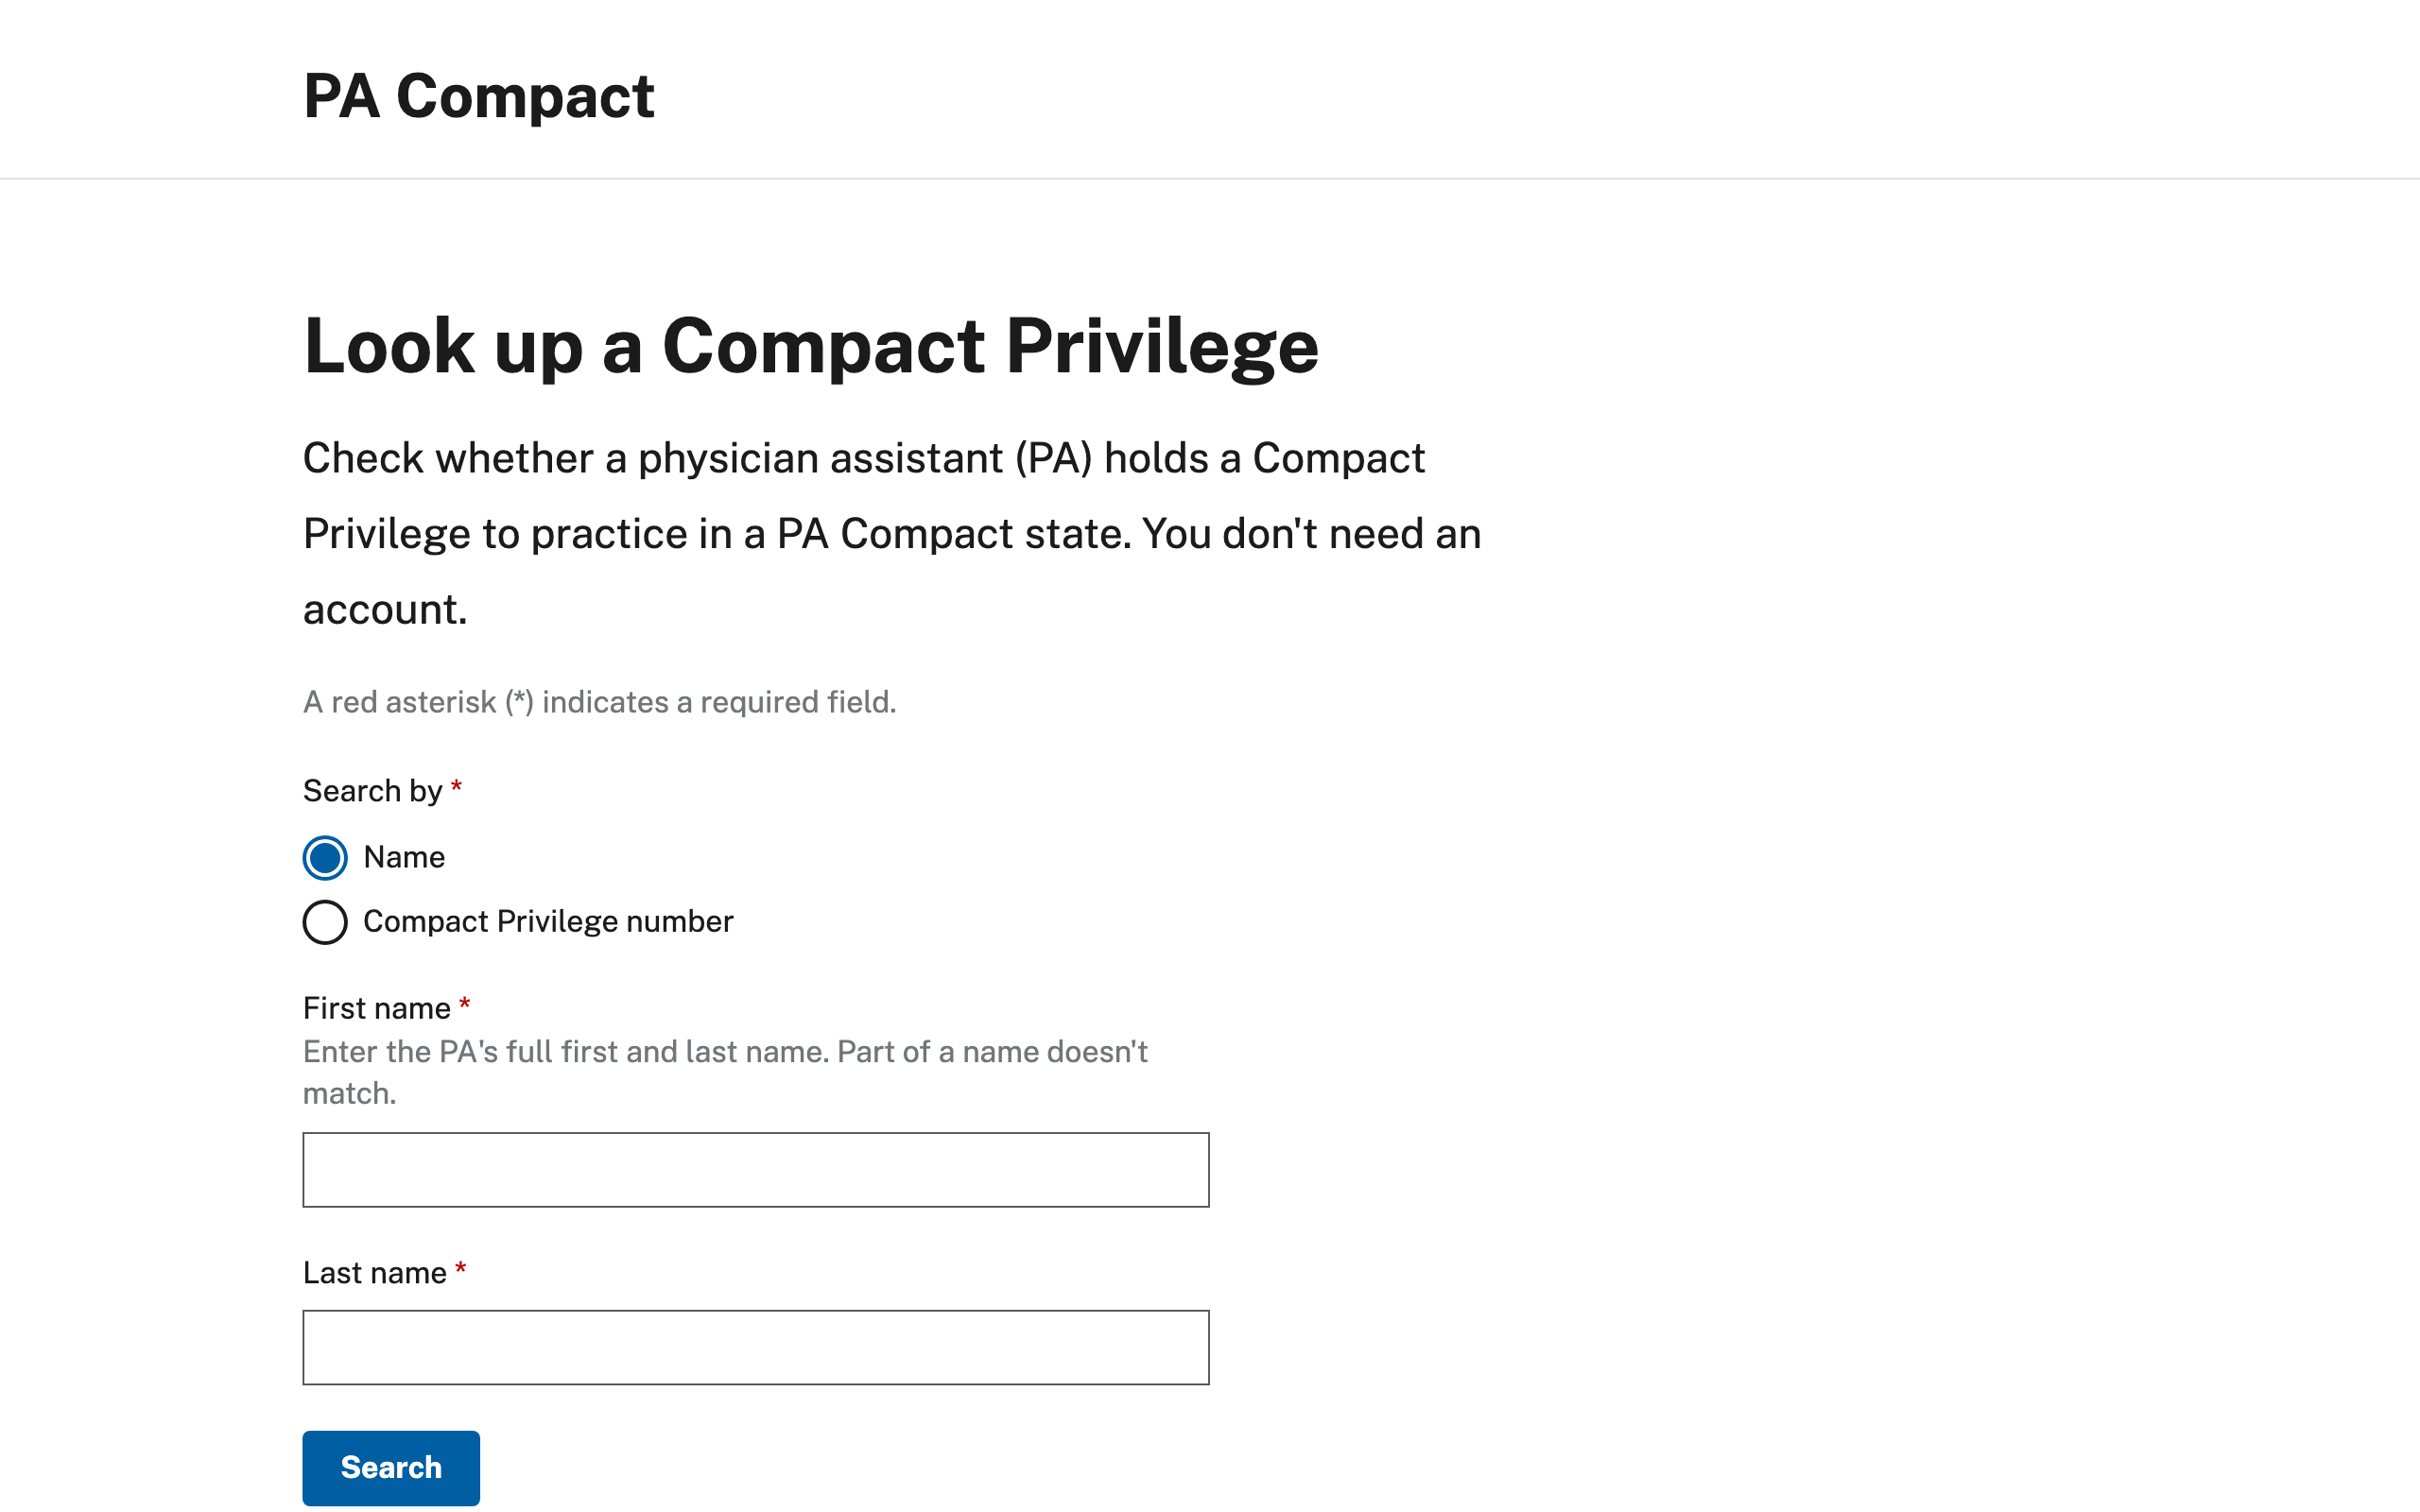 PA Compact
Look up a Compact Privilege
Check whether a physician assistant (PA) holds a Compact
Privilege to practice in a PA Compact state. You don't need an
account.
A red asterisk (*) indicates a required field.
Search by *
Name
Compact Privilege number
First name *
Enter the PA's full first and last name. Part of a name doesn't
match.
Last name *
Search